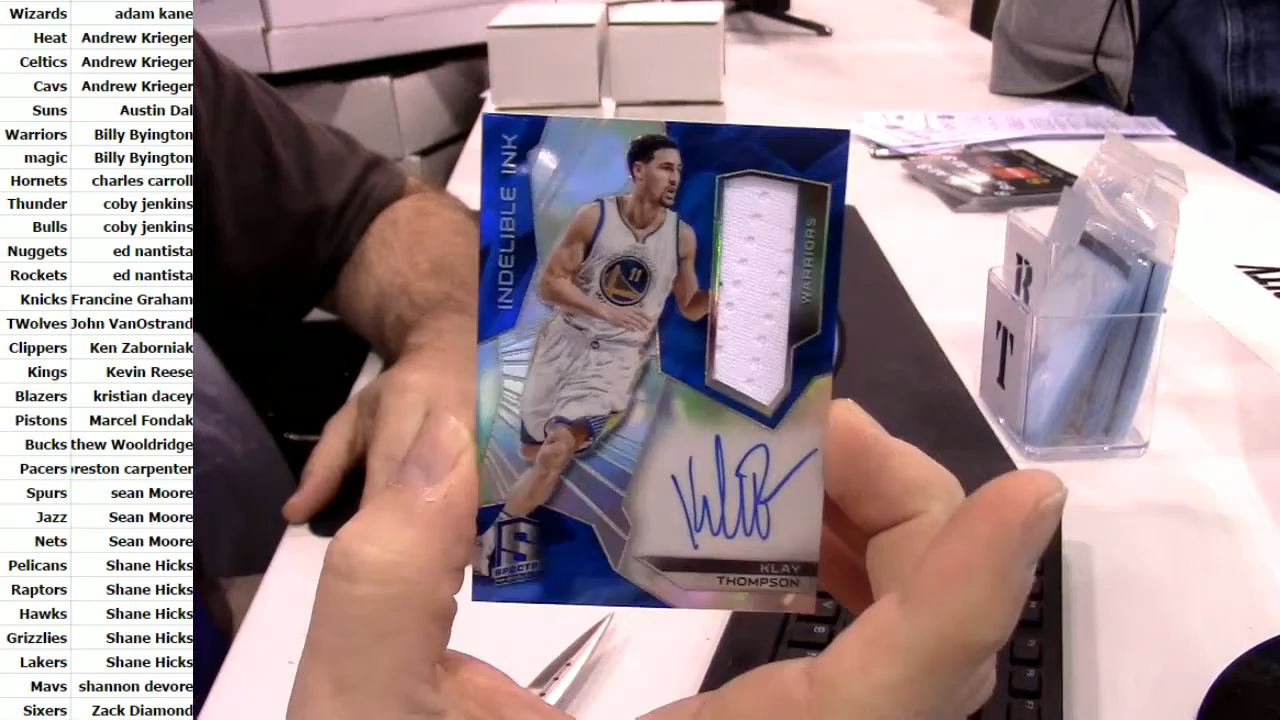 Wizards adam kane
Heat Andrew Krieger
Celtics Andrew Krieger
Cavs Andrew Krieger
Suns Austin Dal
Warriors Billy Byington
magic Billy Byington
Hornets charles carroll
Thunder coby jenkins
Bulls coby jenkins
Nuggets ed nantista
Rockets ed nantista
Knicks Francine Graham
TWolves John VanOstrand
Clippers Ken Zaborniak
Kings Kevin Reese
Blazers kristian dacey
Pistons Marcel Fondak
Bucks thew Wooldridge
Pacers reston carpenter
Spurs sean Moore
Jazz Sean Moore
Nets Sean Moore
Pelicans Shane Hicks
Raptors Shane Hicks
Hawks Shane Hicks
Grizzlies Shane Hicks
Lakers Shane Hicks
Mavs shannon devore
Sixers Zack Diamond
INDELIBLE INK
11
WARRIORS
S
SPECTRA
KLAY
THOMPSON
R
T